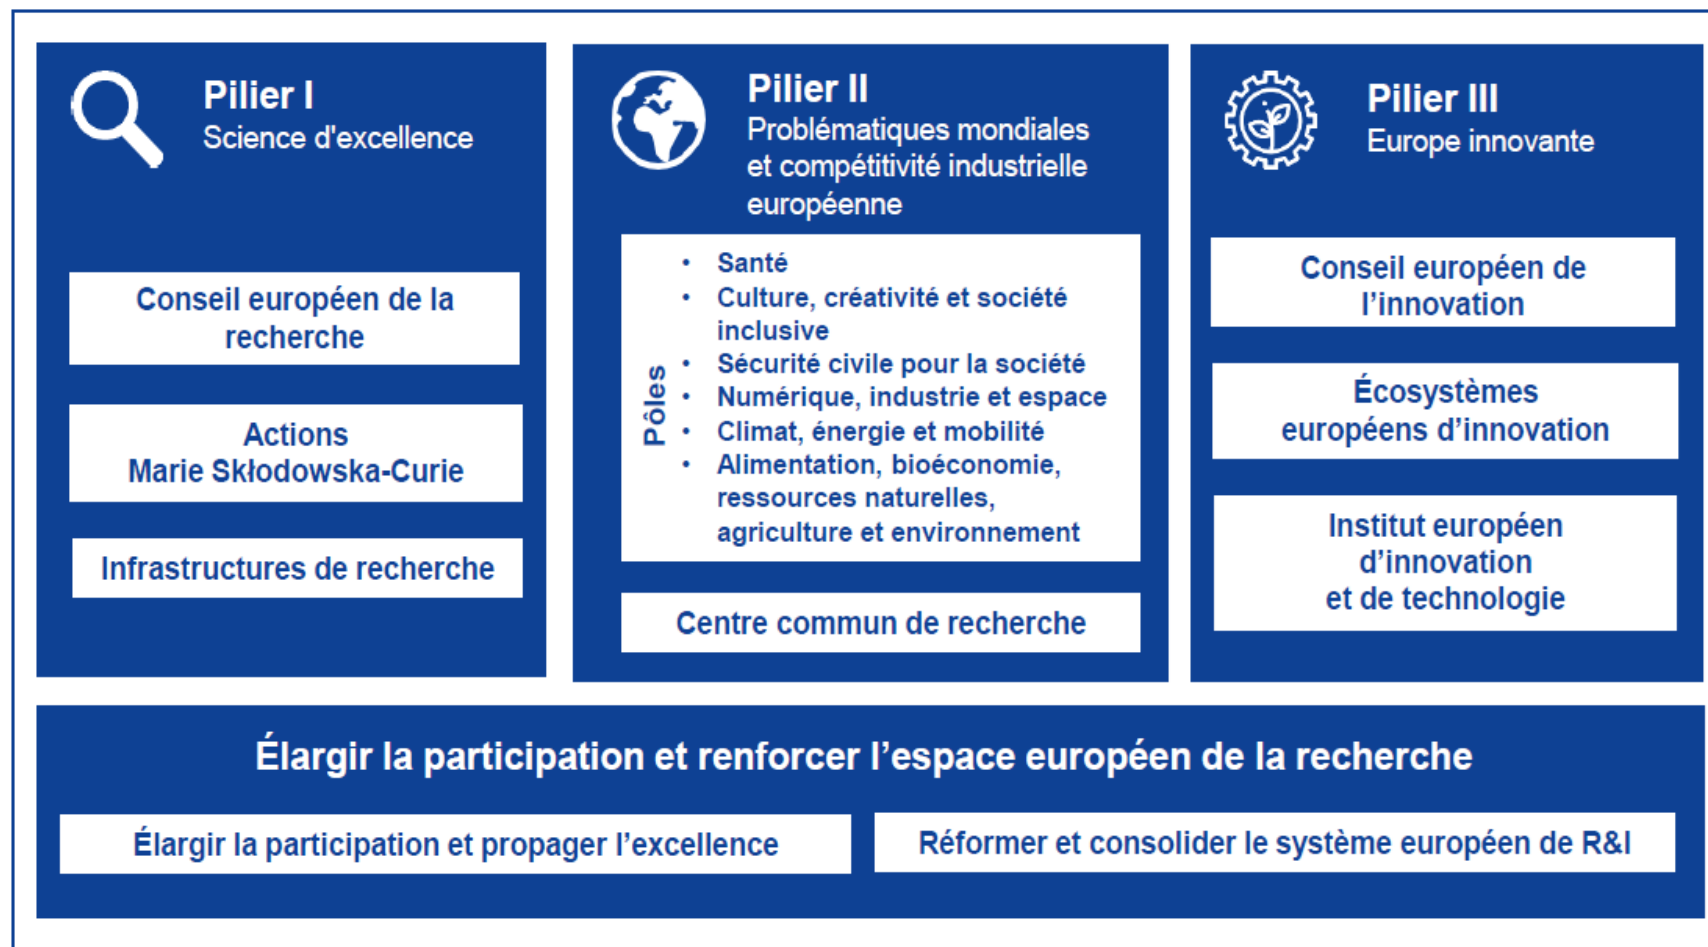 Pilier I
Science d'excellence
Conseil européen de la
recherche
Actions
Marie Skłodowska-Curie
Infrastructures de recherche
Pilier II
Problématiques mondiales
et compétitivité industrielle
européenne
Pôles
• Santé
• Culture, créativité et société
inclusive
• Sécurité civile pour la société
• Numérique, industrie et espace
• Climat, énergie et mobilité
• Alimentation, bioéconomie,
ressources naturelles,
agriculture et environnement
Centre commun de recherche
Pilier III
Europe innovante
Conseil européen de
l’innovation
Écosystèmes
européens d’innovation
Institut européen
d’innovation
et de technologie
Élargir la participation et renforcer l’espace européen de la recherche
Élargir la participation et propager l’excellence
Réformer et consolider le système européen de R&I